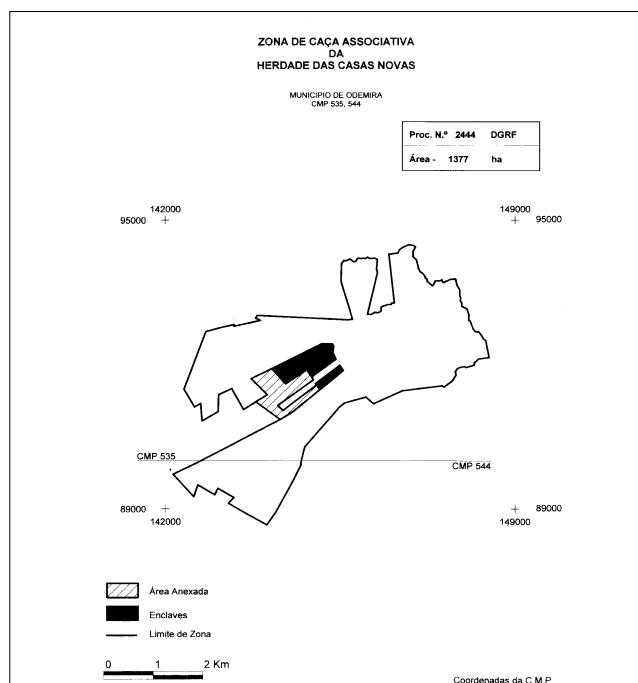 ZONA DE CAÇA ASSOCIATIVA
DA
HERDADE DAS CASAS NOVAS
MUNICIPIO DE ODEMIRA
CMP 535, 544
Proc. N.º 2444 DGRF
Área - 1377 ha
142000 149000
95000 95000
CMP 535
CMP 544
89000 89000
142000 149000
Área Anexada
Enclaves
Limite de Zona
0 1 2 Km
Coordenadas da C.M.P.